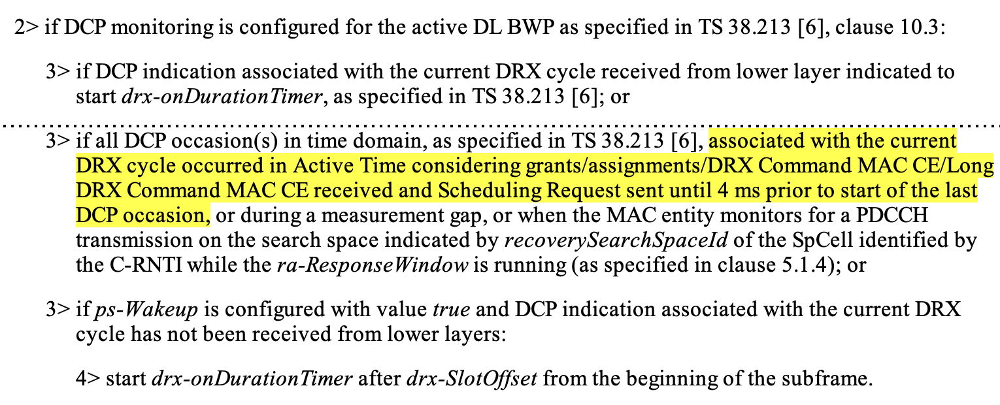 2> if DCP monitoring is configured for the active DL BWP as specified in TS 38.213 [6], clause 10.3:
3> if DCP indication associated with the current DRX cycle received from lower layer indicated to
start drx-onDurationTimer, as specified in TS 38.213 [6]; or
3> if all DCP occasion(s) in time domain, as specified in TS 38.213 [6], associated with the current
DRX cycle occurred in Active Time considering grants/assignments/DRX Command MAC CE/Long
DRX Command MAC CE received and Scheduling Request sent until 4 ms prior to start of the last
DCP occasion, or during a measurement gap, or when the MAC entity monitors for a PDCCH
transmission on the search space indicated by recoverySearchSpaceId of the SpCell identified by
the C-RNTI while the ra-ResponseWindow is running (as specified in clause 5.1.4); or
3> if ps-Wakeup is configured with value true and DCP indication associated with the current DRX
cycle has not been received from lower layers:
4> start drx-onDurationTimer after drx-SlotOffset from the beginning of the subframe.